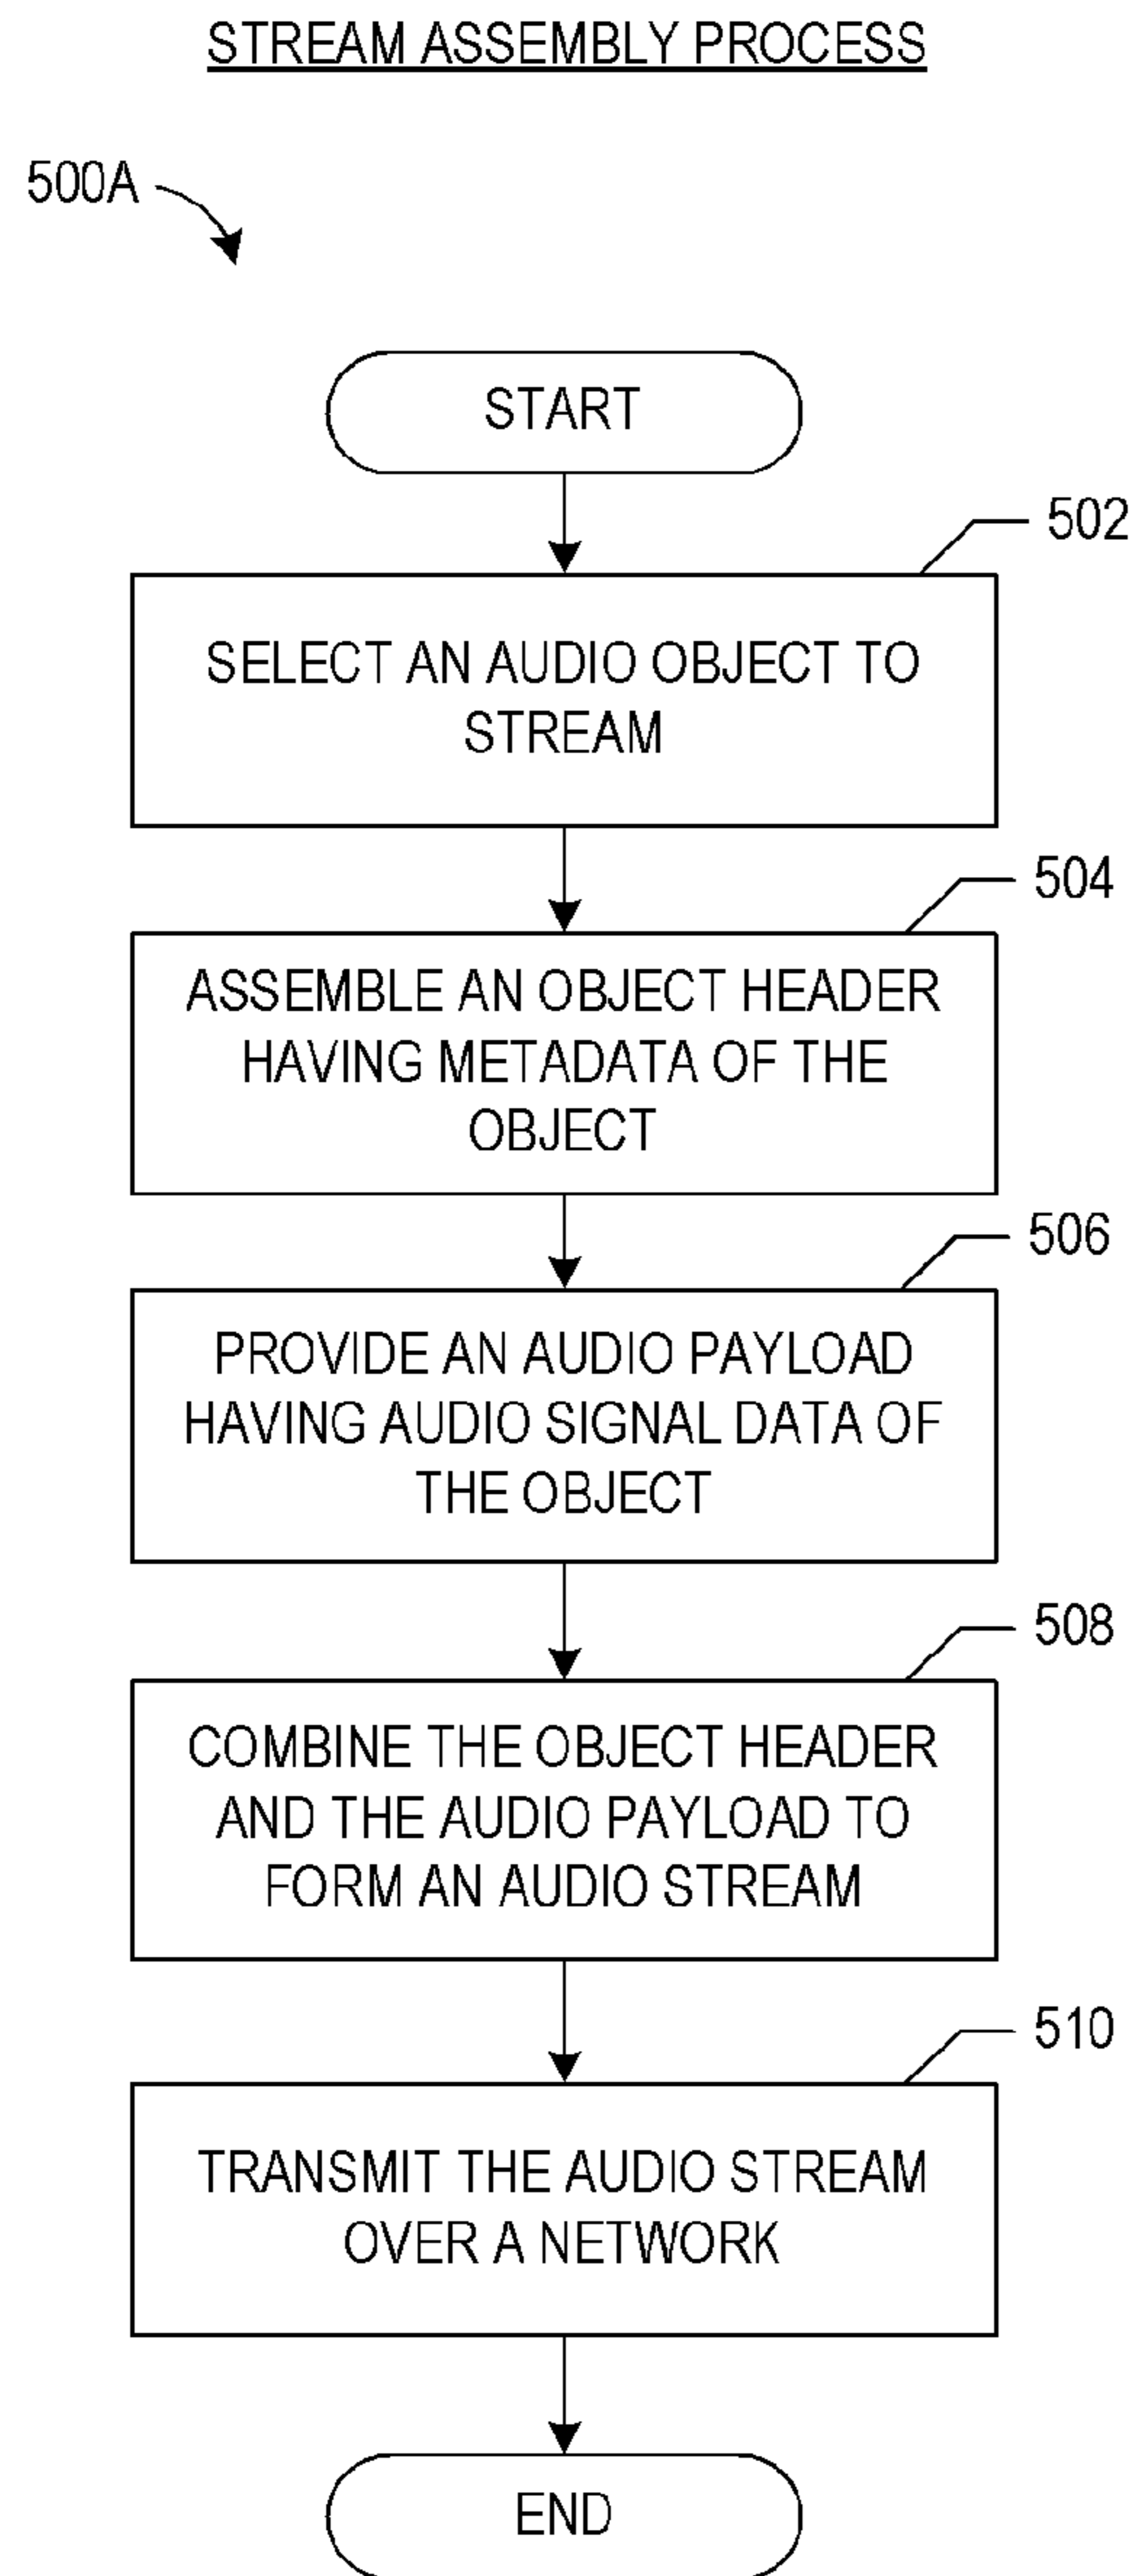 STREAM ASSEMBLY PROCESS
500A
START
502
SELECT AN AUDIO OBJECT TO
STREAM
504
ASSEMBLE AN OBJECT HEADER
HAVING METADATA OF THE
OBJECT
506
PROVIDE AN AUDIO PAYLOAD
HAVING AUDIO SIGNAL DATA OF
THE OBJECT
508
COMBINE THE OBJECT HEADER
AND THE AUDIO PAYLOAD TO
FORM AN AUDIO STREAM
510
TRANSMIT THE AUDIO STREAM
OVER A NETWORK
END